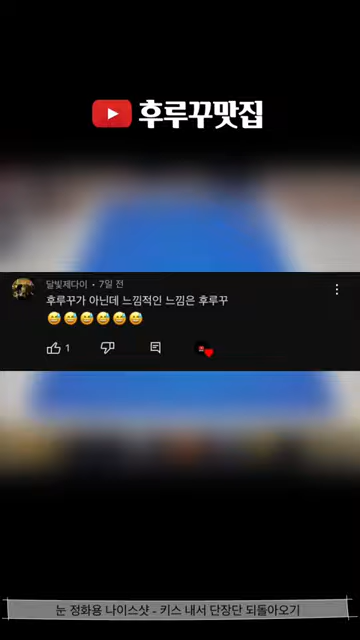 후루꾸맛집
달빛제다이 • 7일 전
후루꾸가 아닌데 느낌적인 느낌은 후루꾸
😅😅😅😅😅😅
1
눈 정화용 나이스샷 - 키스 내서 단장단 되돌아오기